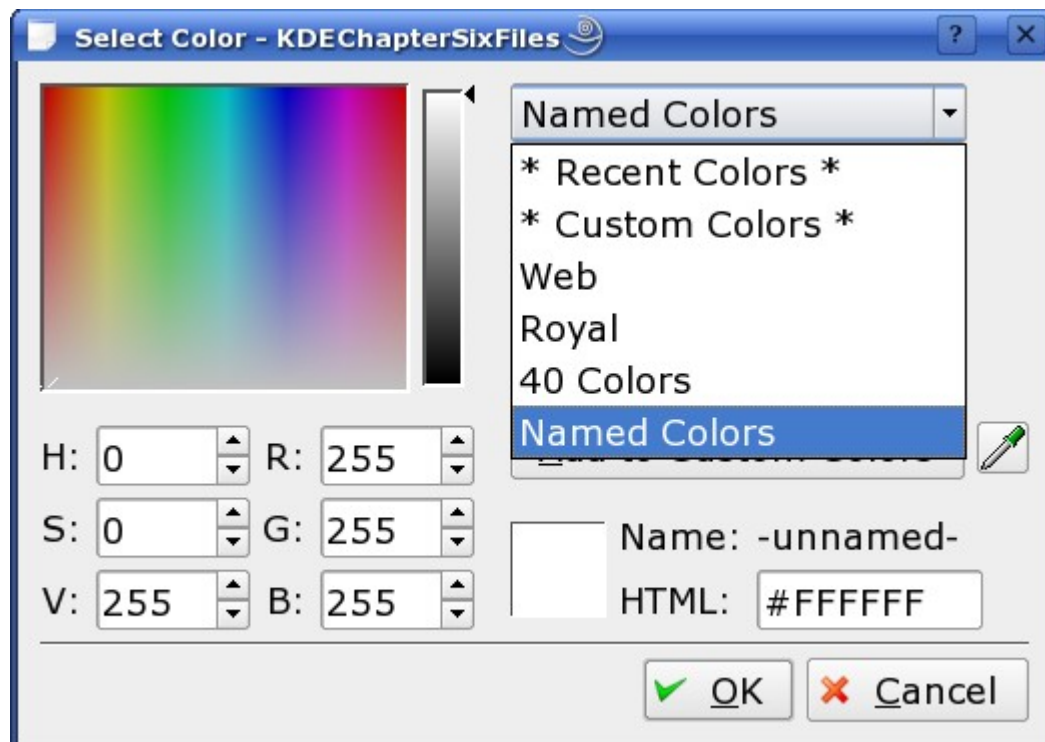 Select Color - KDEChapterSixFiles
Named Colors
* Recent Colors *
* Custom Colors *
Web
Royal
40 Colors
Named Colors
H: 0 R: 255
S: 0 G: 255
V: 255 B: 255
Name: -unnamed-
HTML: #FFFFFF
OK
Cancel